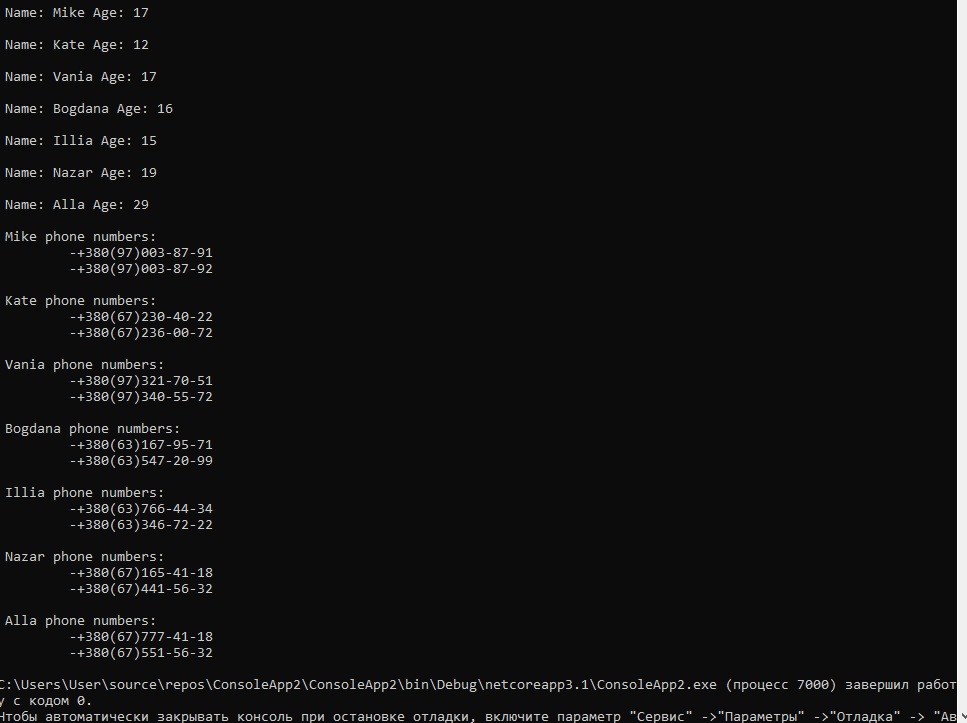 Name: Mike Age: 17
Name: Kate Age: 12
Name: Vania Age: 17
Name: Bogdana Age: 16
Name: Illia Age: 15
Name: Nazar Age: 19
Name: Alla Age: 29
Mike phone numbers:
-+380(97)003-87-91
-+380(97)003-87-92
Kate phone numbers:
-+380(67)230-40-22
-+380(67)236-00-72
Vania phone numbers:
-+380(97)321-70-51
-+380(97)340-55-72
Bogdana phone numbers:
-+380(63)167-95-71
-+380(63)547-20-99
Illia phone numbers:
-+380(63)766-44-34
-+380(63)346-72-22
Nazar phone numbers:
-+380(67)165-41-18
-+380(67)441-56-32
Alla phone numbers:
-+380(67)777-41-18
-+380(67)551-56-32
C:\Users\User\source\repos\ConsoleApp2\ConsoleApp2\bin\Debug\netcoreapp3.1\ConsoleApp2.exe (процесс 7000) завершил работ
у с кодом 0.
Чтобы автоматически закрывать консоль при остановке отладки, включите параметр "Сервис" ->"Параметры" ->"Отладка" -> "Ав